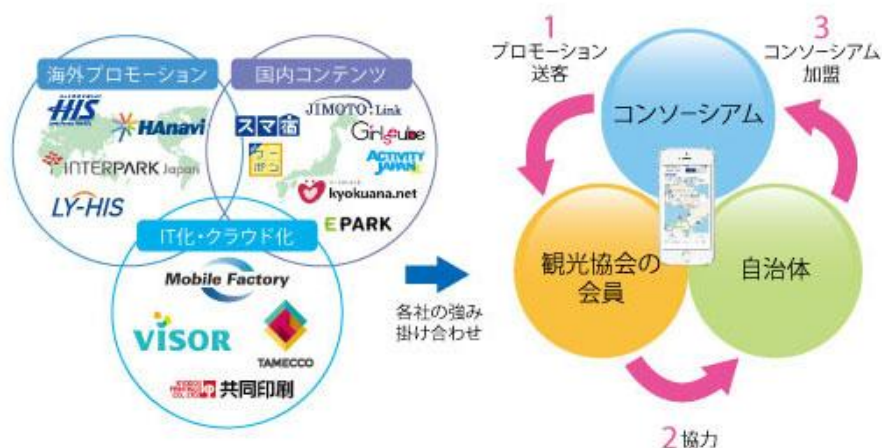 海外プロモーション
国内コンテンツ
HIS
HAnavi
INTERPARK Japan
LY-HIS
スマ宿
JIMOTO Link
ACTIVITY JAPAN
kyokuana.net
EPARK
IT化・クラウド化
Mobile Factory
VISOR
TAMECCO
共同印刷
各社の強み
掛け合わせ
1
プロモーション
送客
3
コンソーシアム
加盟
コンソーシアム
観光協会の
会員
自治体
2 協力